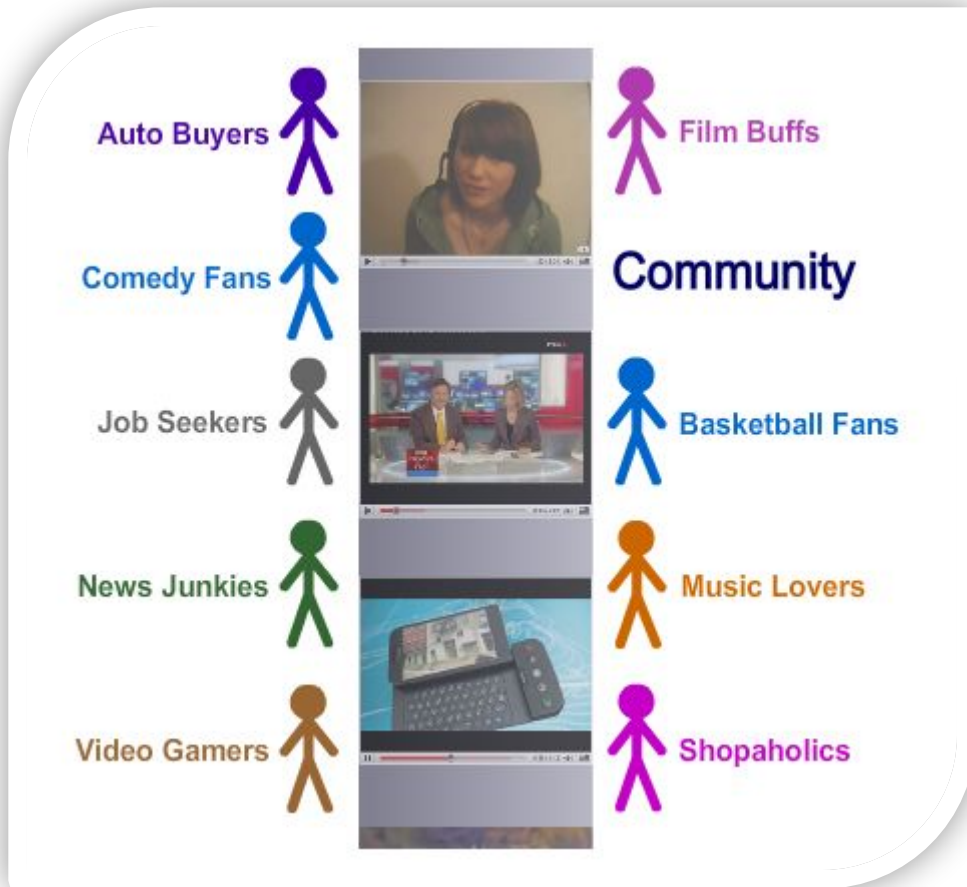 Auto Buyers
Film Buffs
Comedy Fans
Community
Job Seekers
Basketball Fans
News Junkies
Music Lovers
Video Gamers
Shopaholics